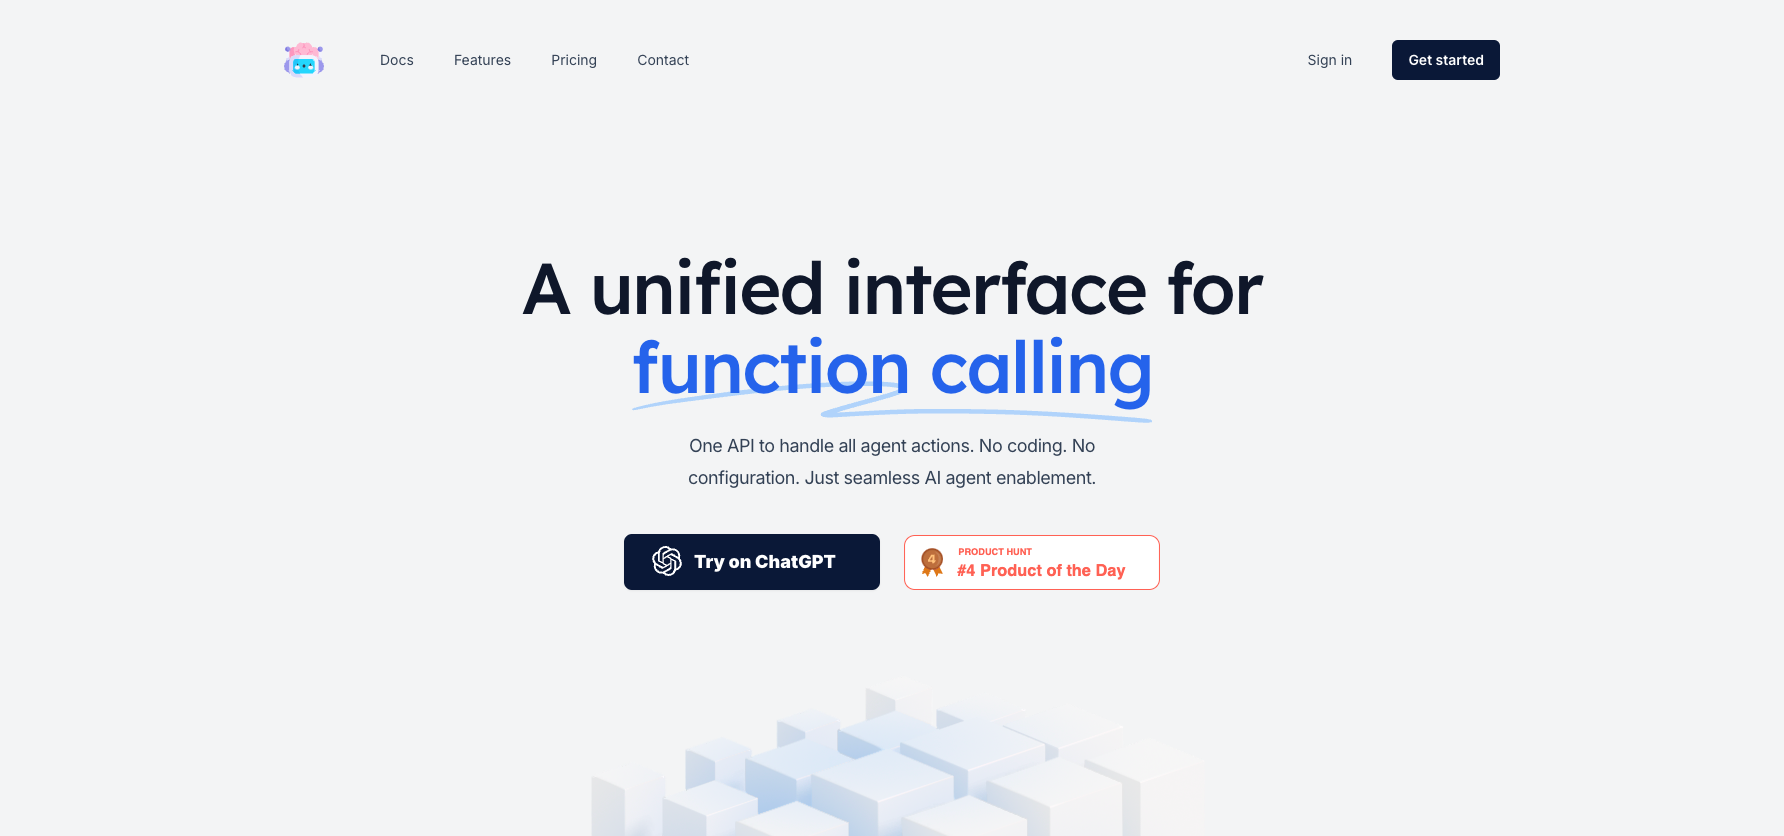 Docs
Features
Pricing
Contact
Sign in
Get started
A unified interface for
function calling
One API to handle all agent actions. No coding. No
configuration. Just seamless AI agent enablement.
Try on ChatGPT
4
PRODUCT HUNT
#4 Product of the Day